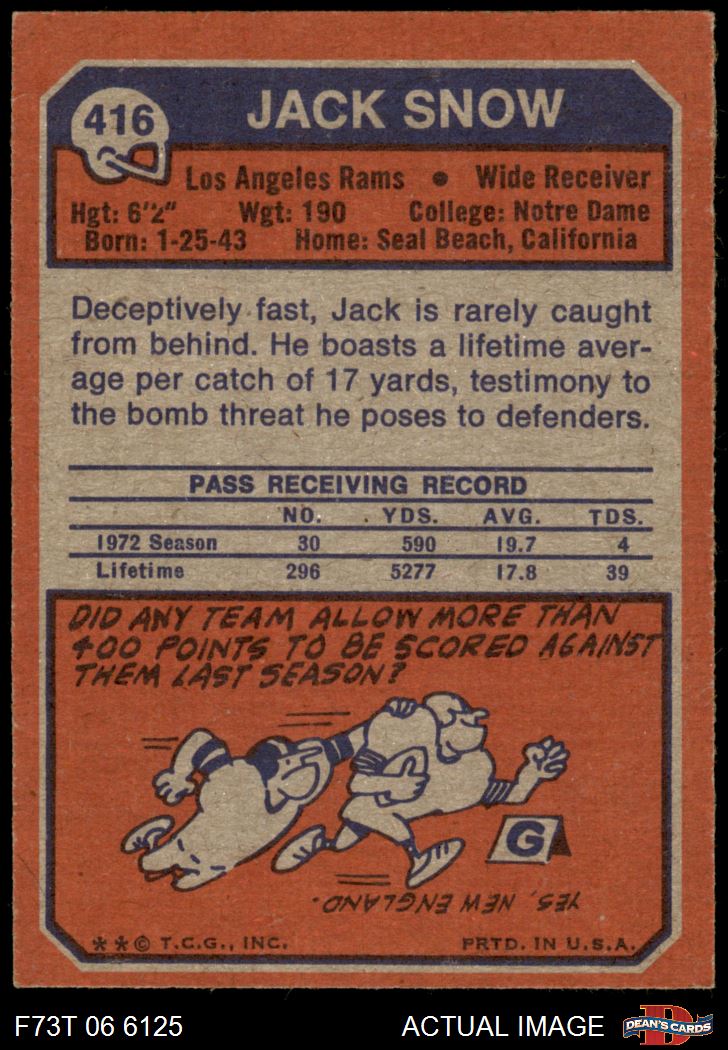 416
JACK SNOW
Los Angeles Rams ● Wide Receiver
Hgt: 6'2" Wgt: 190 College: Notre Dame
Born: 1-25-43 Home: Seal Beach, California
Deceptively fast, Jack is rarely caught
from behind. He boasts a lifetime aver-
age per catch of 17 yards, testimony to
the bomb threat he poses to defenders.
PASS RECEIVING RECORD
NO. YDS. AVG. TDS.
1972 Season 30 590 19.7 4
Lifetime 296 5277 17.8 39
DID ANY TEAM ALLOW MORE THAN
400 POINTS TO BE SCORED AGAINST
THEM LAST SEASON?
G
YES, NEW ENGLAND.
**© T.C.G., INC. PRTD. IN U.S.A.
F73T 06 6125 ACTUAL IMAGE
D
DEAN'S CARDS